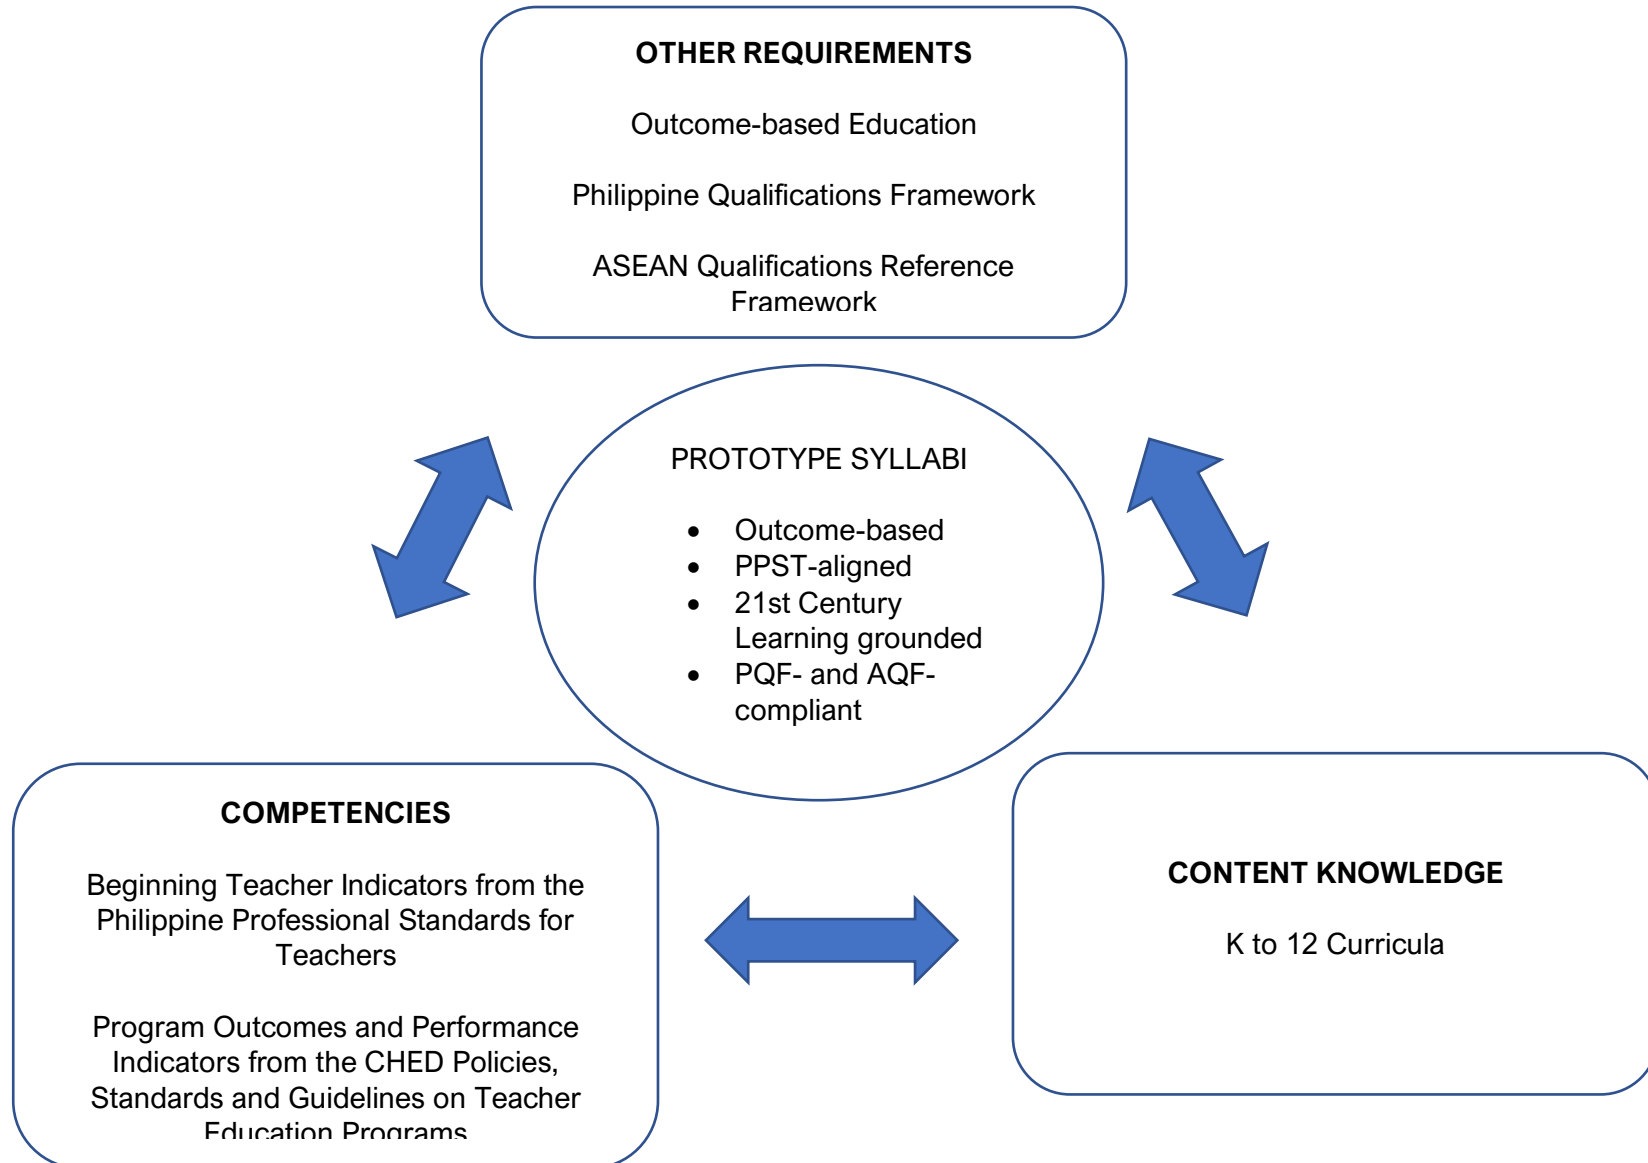 OTHER REQUIREMENTS
Outcome-based Education
Philippine Qualifications Framework
ASEAN Qualifications Reference
Framework
PROTOTYPE SYLLABI
• Outcome-based
• PPST-aligned
• 21st Century
Learning grounded
• PQF- and AQF-
compliant
COMPETENCIES
Beginning Teacher Indicators from the
Philippine Professional Standards for
Teachers
Program Outcomes and Performance
Indicators from the CHED Policies,
Standards and Guidelines on Teacher
Education Programs
CONTENT KNOWLEDGE
K to 12 Curricula